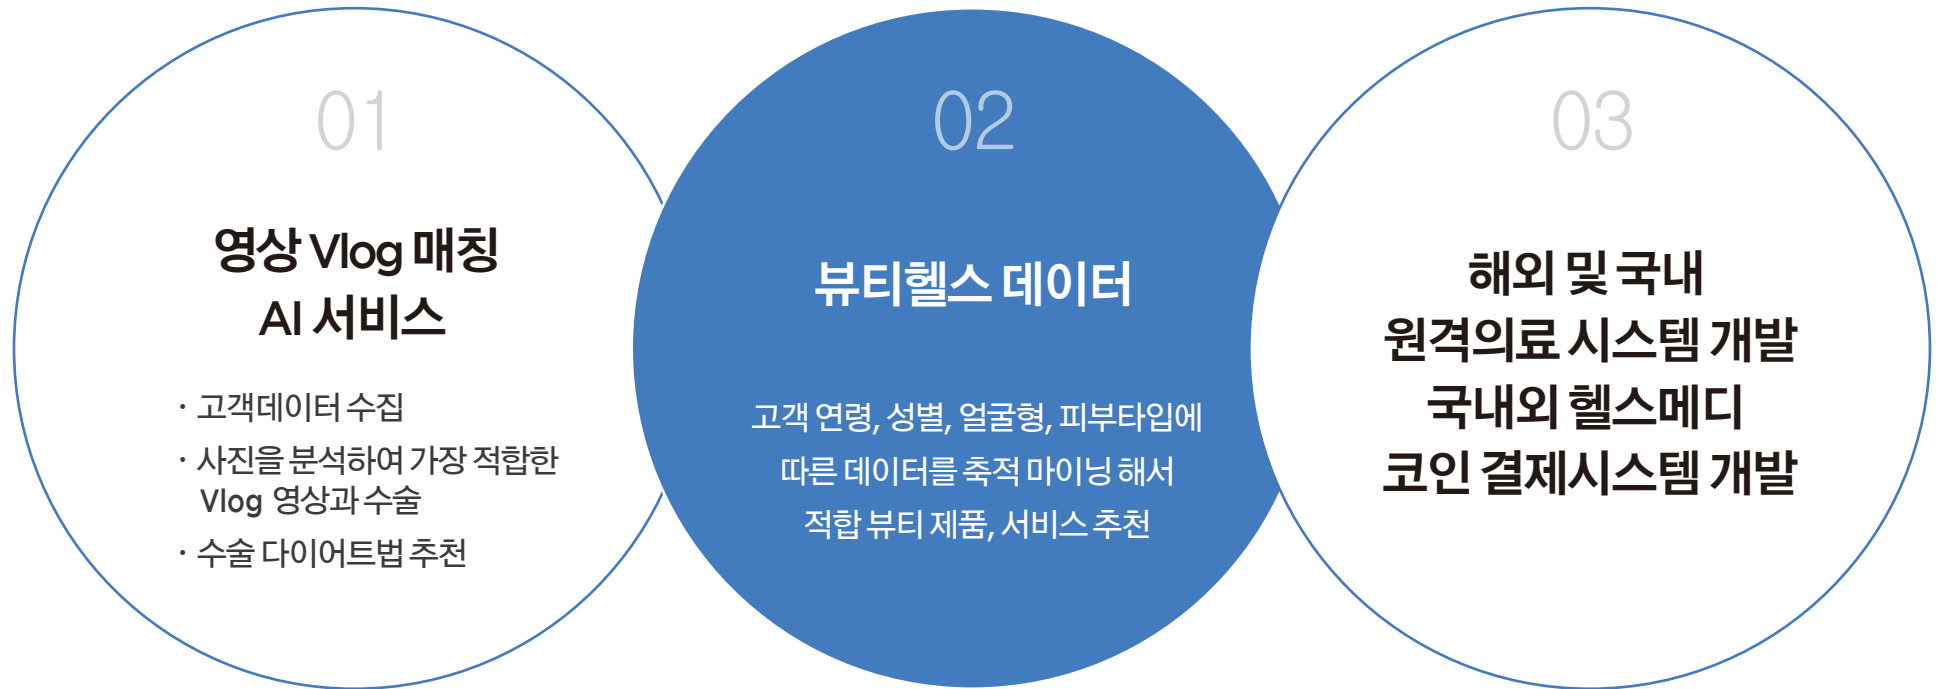 01
영상 Vlog 매칭
AI 서비스
· 고객데이터 수집
· 사진을 분석하여 가장 적합한
Vlog 영상과 수술
· 수술 다이어트법 추천
02
뷰티헬스 데이터
고객 연령, 성별, 얼굴형, 피부타입에
따른 데이터를 축적 마이닝 해서
적합 뷰티 제품, 서비스 추천
03
해외 및 국내
원격의료 시스템 개발
국내외 헬스메디
코인 결제시스템 개발